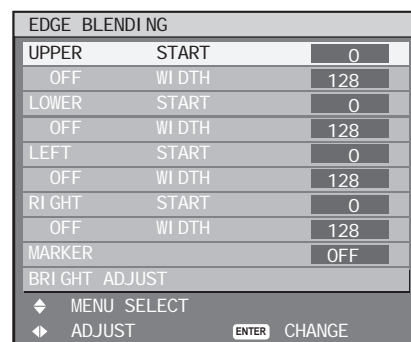 EDGE BLENDING
UPPER START 0
OFF WIDTH 128
LOWER START 0
OFF WIDTH 128
LEFT START 0
OFF WIDTH 128
RIGHT START 0
OFF WIDTH 128
MARKER OFF
BRIGHT ADJUST
MENU SELECT
ADJUST ENTER CHANGE